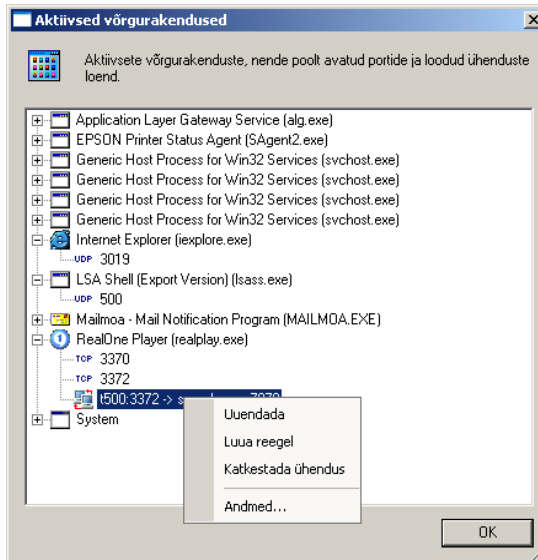 Aktiivsed võrgurakendused
Aktiivsete võrgurakenduste, nende poolt avatud portide ja loodud ühenduste
loend.
Application Layer Gateway Service (alg.exe)
EPSON Printer Status Agent (SAgent2.exe)
Generic Host Process for Win32 Services (svchost.exe)
Generic Host Process for Win32 Services (svchost.exe)
Generic Host Process for Win32 Services (svchost.exe)
Generic Host Process for Win32 Services (svchost.exe)
Internet Explorer (iexplore.exe)
UDP 3019
LSA Shell (Export Version) (lsass.exe)
UDP 500
Mailmoa - Mail Notification Program (MAILMOA.EXE)
RealOne Player (realplay.exe)
TCP 3370
TCP 3372
t500:3372 ->
System
Uuendada
Luua reegel
Katkestada ühendus
Andmed...
OK